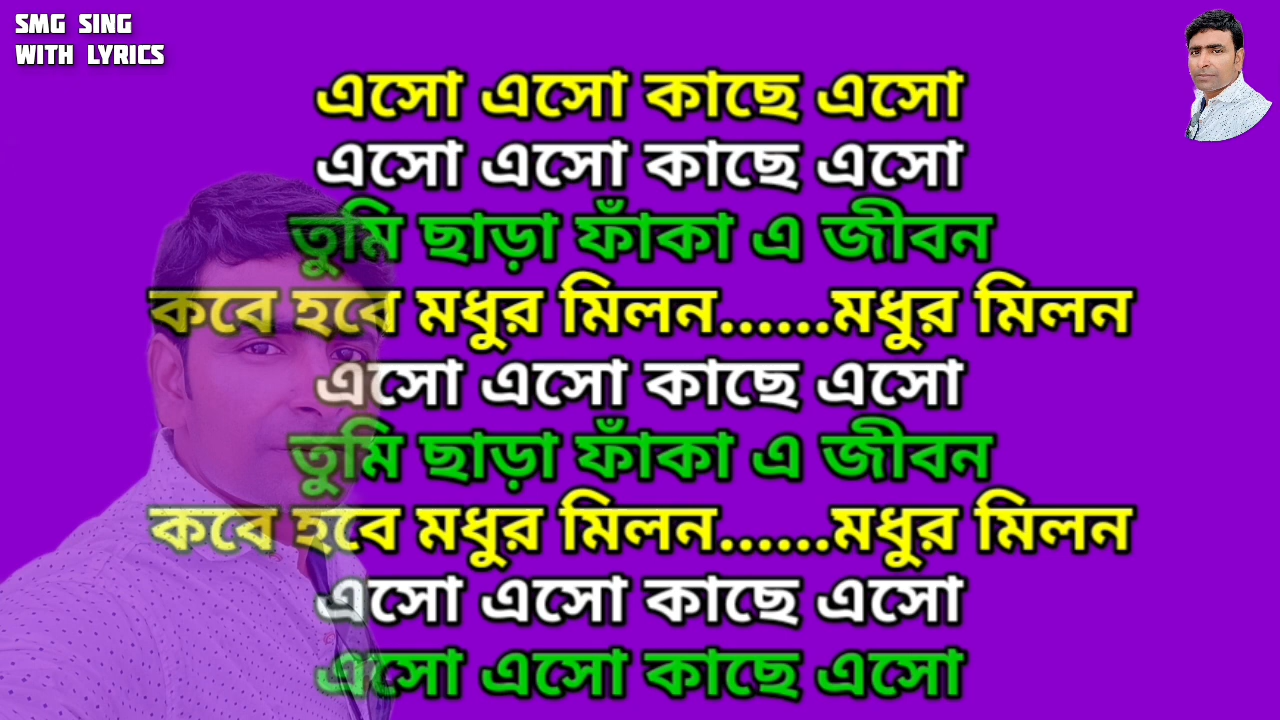 SMG SING
WITH LYRICS
এসো এসো কাছে এসো
এসো এসো কাছে এসো
তুমি ছাড়া ফাঁকা এ জীবন
কবে হবে মধুর মিলন......মধুর মিলন
এসো এসো কাছে এসো
তুমি ছাড়া ফাঁকা এ জীবন
কবে হবে মধুর মিলন......মধুর মিলন
এসো এসো কাছে এসো
এসো এসো কাছে এসো